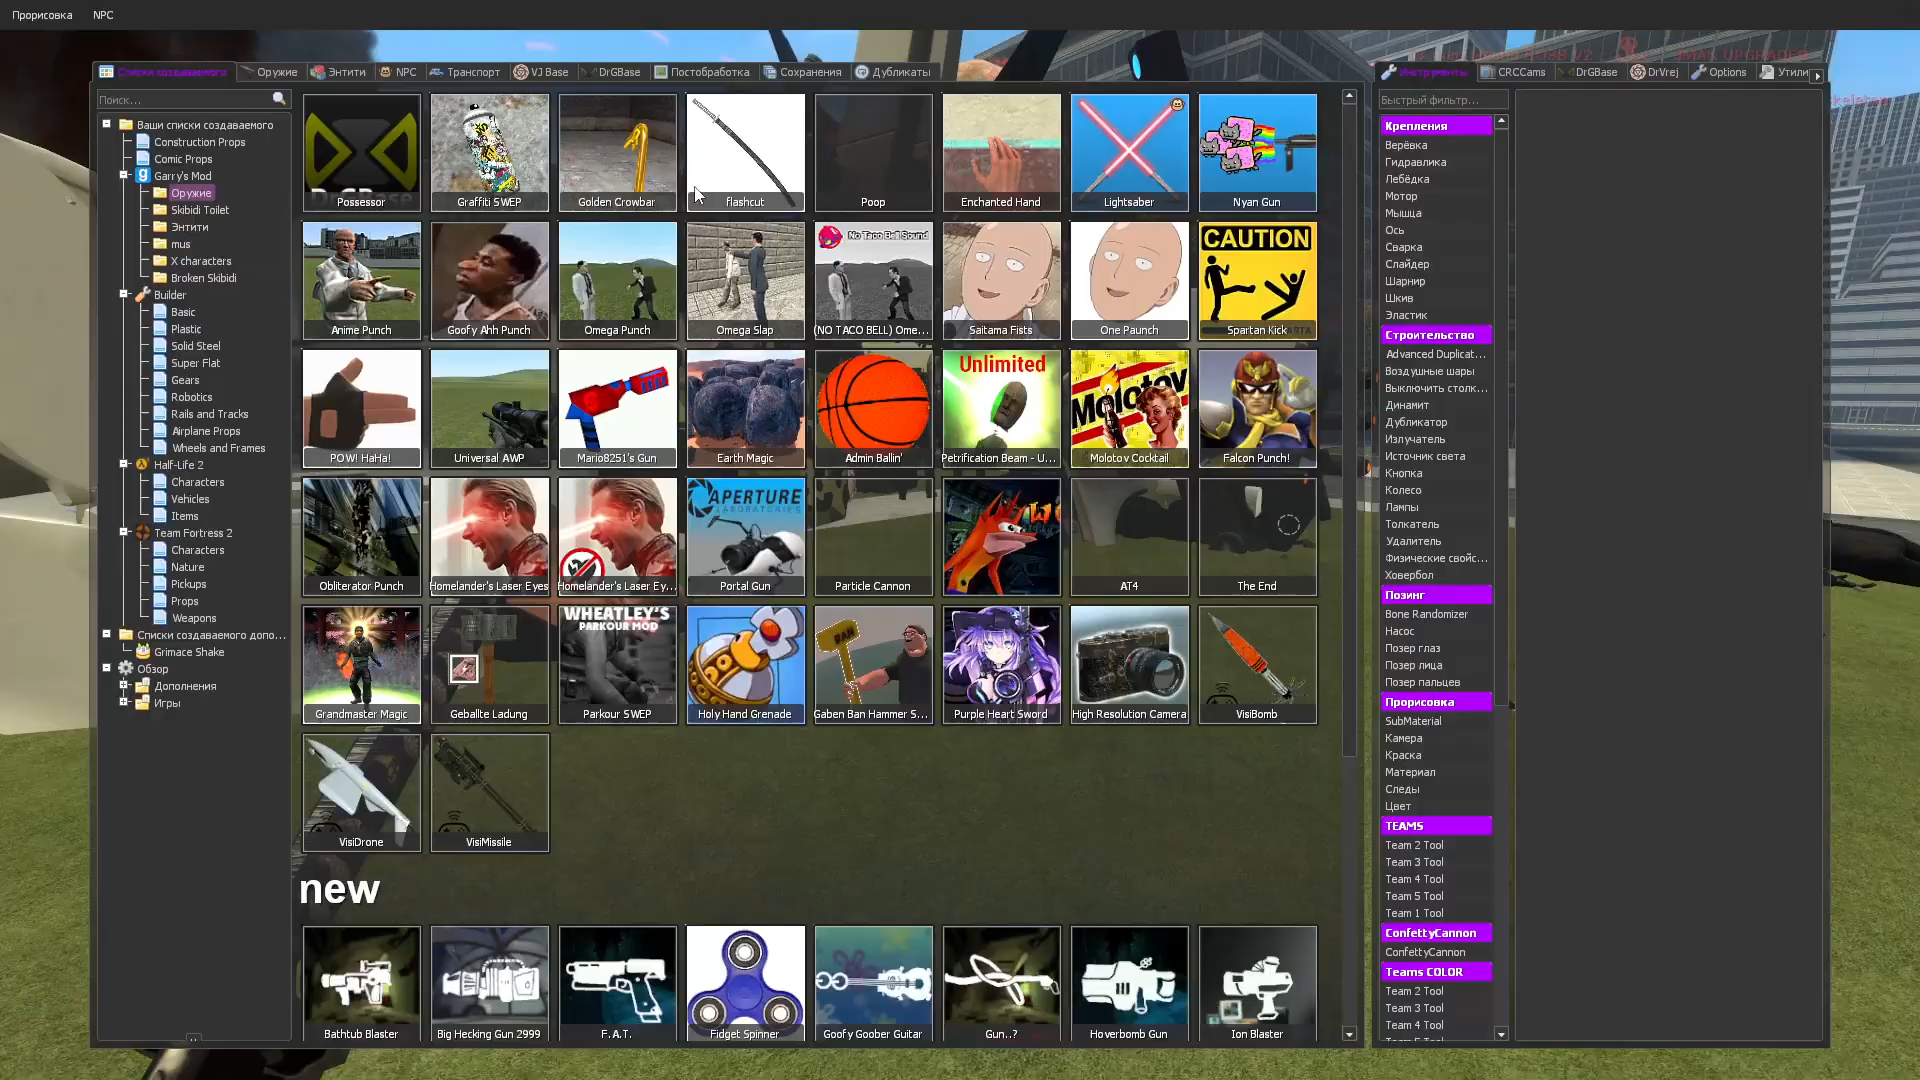 Прорисовка
NPC
Списки создаваемого
Оружие
Энтити
NPC
Транспорт
VJ Base
DrGBase
Постобработка
Сохранения
Дубликаты
Поиск...
Ваши списки создаваемого
Construction Props
Comic Props
Garry's Mod
Оружие
Skibidi Toilet
Энтити
mus
X characters
Broken Skibidi
Builder
Basic
Plastic
Solid Steel
Super Flat
Gears
Robotics
Rails and Tracks
Airplane Props
Wheels and Frames
Half-Life 2
Characters
Vehicles
Items
Team Fortress 2
Characters
Nature
Pickups
Props
Weapons
Списки создаваемого допо...
Grimace Shake
Обзор
Дополнения
Игры
Possessor
Graffiti SWEP
Golden Crowbar
flashcut
Poop
Enchanted Hand
Lightsaber
Nyan Gun
No Taco Bell Sound
CAUTION
Anime Punch
Goofy Ahh Punch
Omega Punch
Omega Slap
(NO TACO BELL) Ome...
Saitama Fists
One Paunch
Spartan Kick
Unlimited
Molotov
POW! HaHa!
Universal AWP
Mario8251's Gun
Earth Magic
Admin Ballin'
Petrification Beam - U...
Molotov Cocktail
Falcon Punch!
APERTURE
LABORATORIES
Obliterator Punch
Homelander's Laser Eyes
Homelander's Laser Ey...
Portal Gun
Particle Cannon
AT4
The End
WHEATLEY'S
PARKOUR MOD
BAN
Grandmaster Magic
Geballte Ladung
Parkour SWEP
Holy Hand Grenade
Gaben Ban Hammer S...
Purple Heart Sword
High Resolution Camera
VisiBomb
VisiDrone
VisiMissile
new
Bathtub Blaster
Big Hecking Gun 2999
F.A.T.
Fidget Spinner
Goofy Goober Guitar
Gun..?
Hoverbomb Gun
Ion Blaster
Инструменты
CRCCams
DrGBase
DrVrej
Options
Утили
Быстрый фильтр...
Крепления
Верёвка
Гидравлика
Лебёдка
Мотор
Мышца
Ось
Сварка
Слайдер
Шарнир
Шкив
Эластик
Строительство
Advanced Duplicat...
Воздушные шары
Выключить столк...
Динамит
Дубликатор
Излучатель
Источник света
Кнопка
Колесо
Лампы
Толкатель
Удалитель
Физические свойс...
Ховербол
Позинг
Bone Randomizer
Насос
Позер глаз
Позер лица
Позер пальцев
Прорисовка
SubMaterial
Камера
Краска
Материал
Следы
Цвет
TEAMS
Team 2 Tool
Team 3 Tool
Team 4 Tool
Team 5 Tool
Team 1 Tool
ConfettyCannon
ConfettyCannon
Teams COLOR
Team 2 Tool
Team 3 Tool
Team 4 Tool